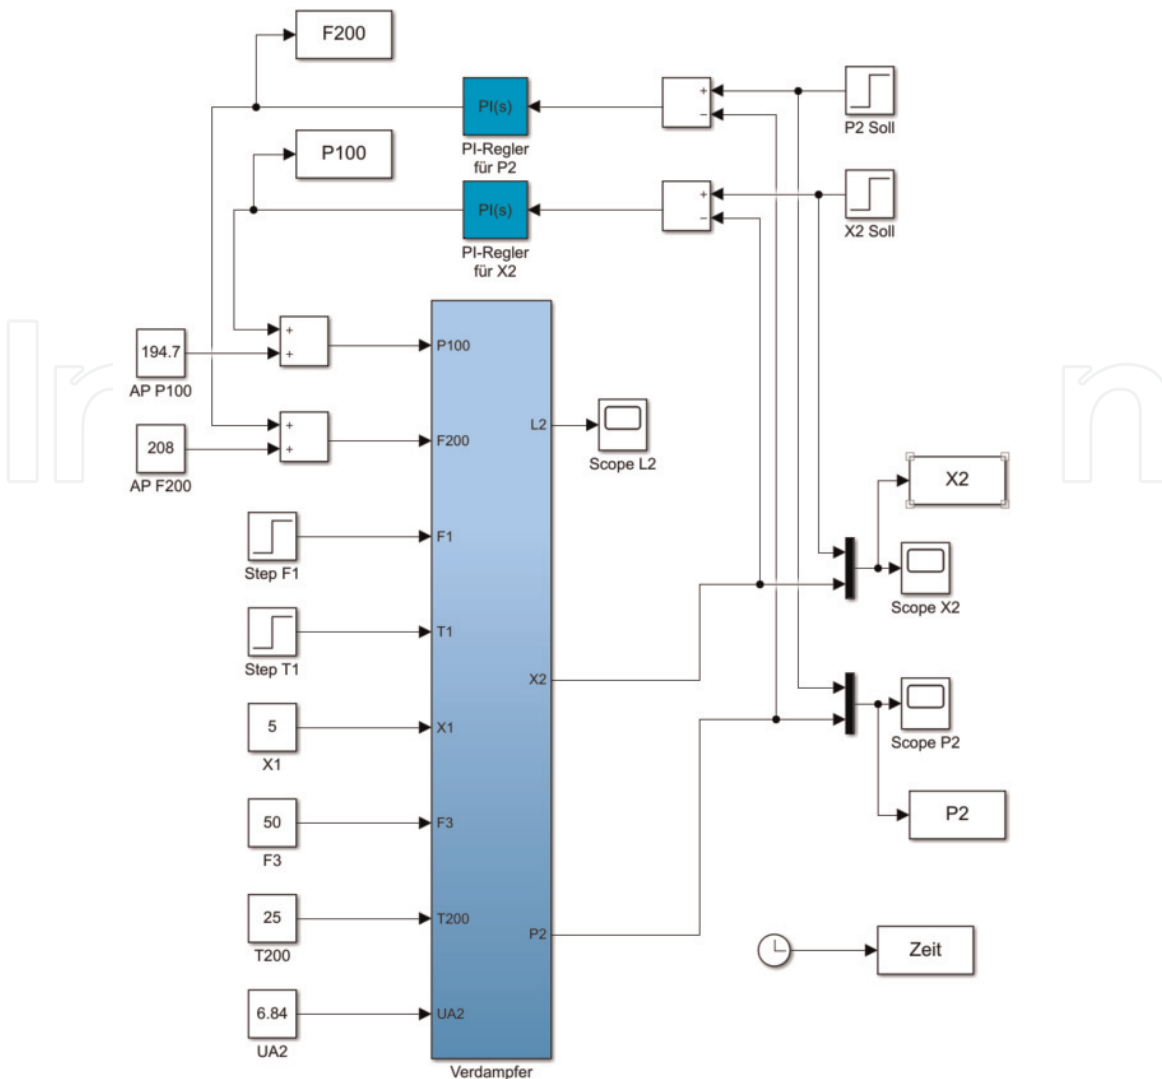 F200
PI(s)
PI-Regler
für P2
+
−
P2 Soll
P100
PI(s)
PI-Regler
für X2
+
−
X2 Soll
194.7
AP P100
+
+
208
AP F200
+
+
Step F1
Step T1
5
X1
50
F3
25
T200
6.84
UA2
P100
F200
F1
T1
X1
F3
T200
UA2
L2
X2
P2
Verdampfer
Scope L2
X2
Scope X2
Scope P2
P2
Zeit